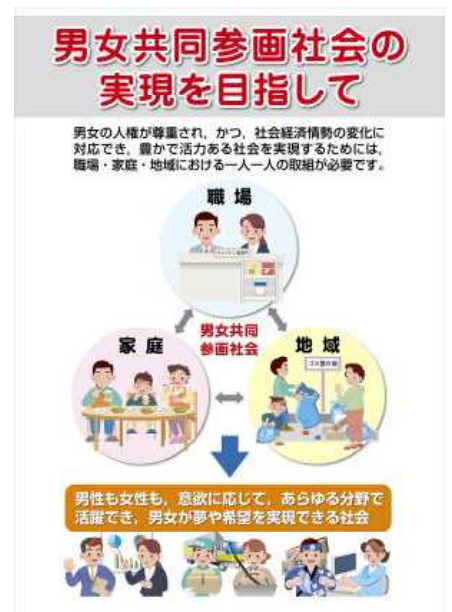 男女共同参画社会の
実現を目指して
男女の人権が尊重され，かつ，社会経済情勢の変化に
対応でき，豊かで活力ある社会を実現するためには，
職場・家庭・地域における一人一人の取組が必要です。
職 場
男女共同
参画社会
家 庭
地 域
男性も女性も，意欲に応じて，あらゆる分野で
活躍でき，男女が夢や希望を実現できる社会